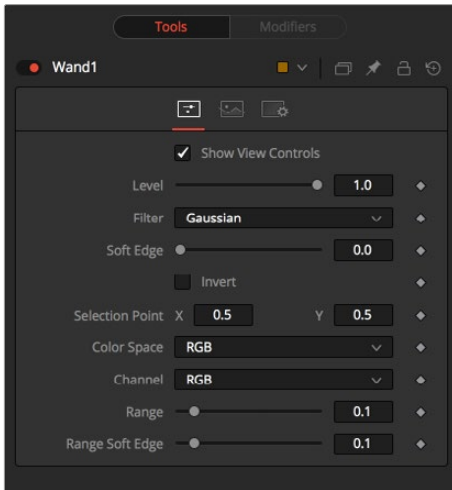 Tools Modifiers
Wand1
Show View Controls
Level 1.0
Filter Gaussian
Soft Edge 0.0
Invert
Selection Point X 0.5 Y 0.5
Color Space RGB
Channel RGB
Range 0.1
Range Soft Edge 0.1